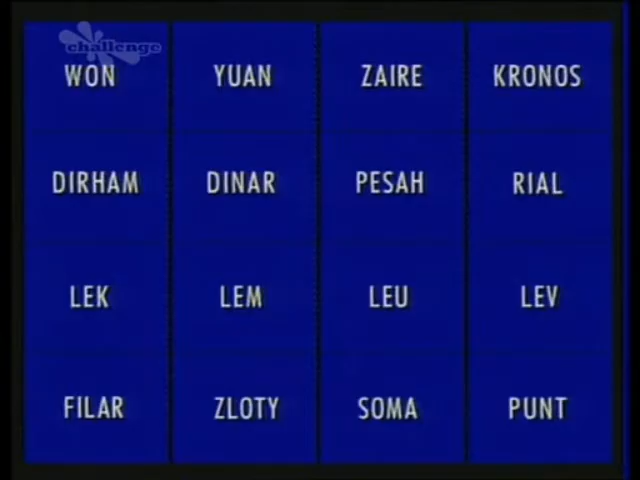 challenge
WON YUAN ZAIRE KRONOS
DIRHAM DINAR PESAH RIAL
LEK LEM LEU LEV
FILAR ZLOTY SOMA PUNT